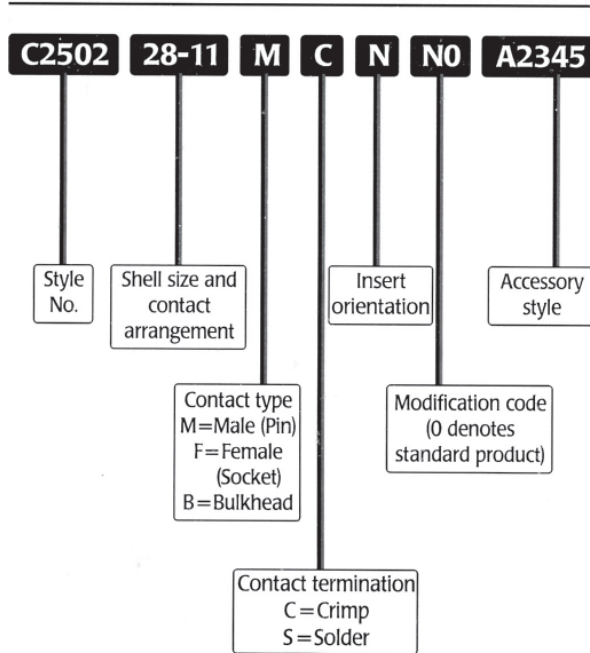 C2502 28-11 M C N N0 A2345
Style
No.
Shell size and
contact
arrangement
Insert
orientation
Accessory
style
Contact type
M=Male (Pin)
F=Female
(Socket)
B=Bulkhead
Modification code
(0 denotes
standard product)
Contact termination
C=Crimp
S=Solder